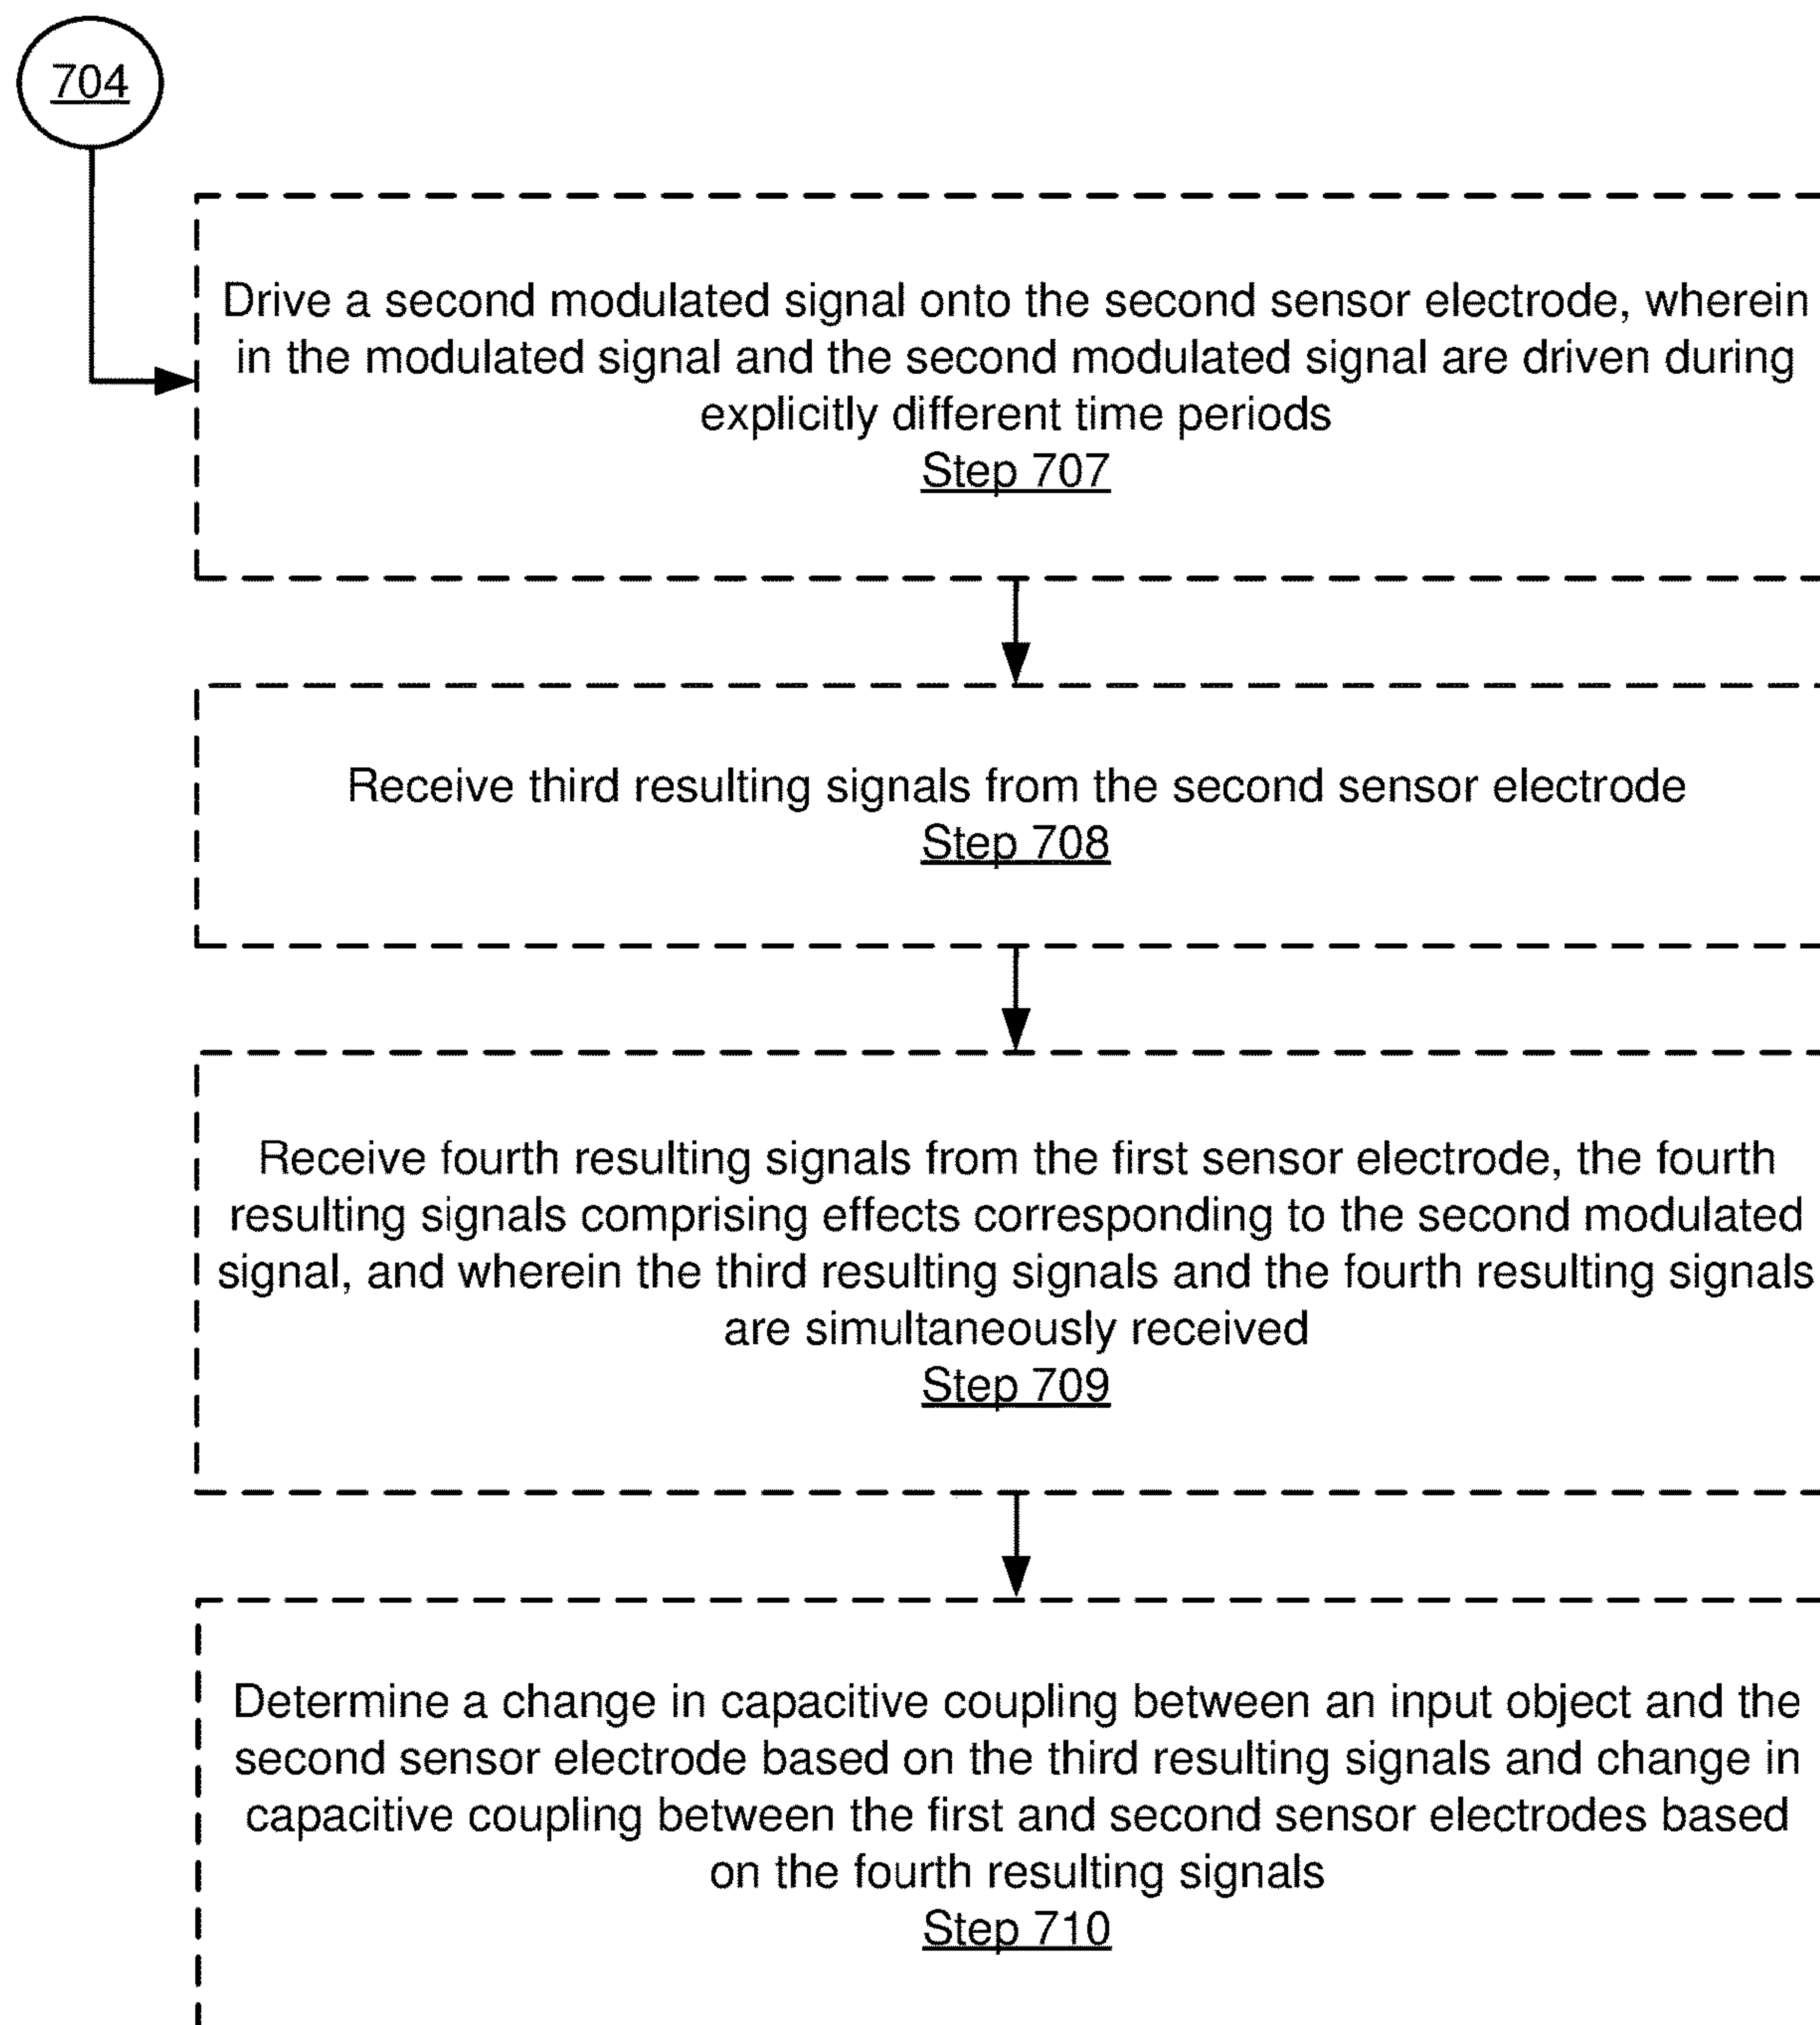 704
Drive a second modulated signal onto the second sensor electrode, wherein
in the modulated signal and the second modulated signal are driven during
explicitly different time periods
Step 707
Receive third resulting signals from the second sensor electrode
Step 708
Receive fourth resulting signals from the first sensor electrode, the fourth
resulting signals comprising effects corresponding to the second modulated
signal, and wherein the third resulting signals and the fourth resulting signals
are simultaneously received
Step 709
Determine a change in capacitive coupling between an input object and the
second sensor electrode based on the third resulting signals and change in
capacitive coupling between the first and second sensor electrodes based
on the fourth resulting signals
Step 710